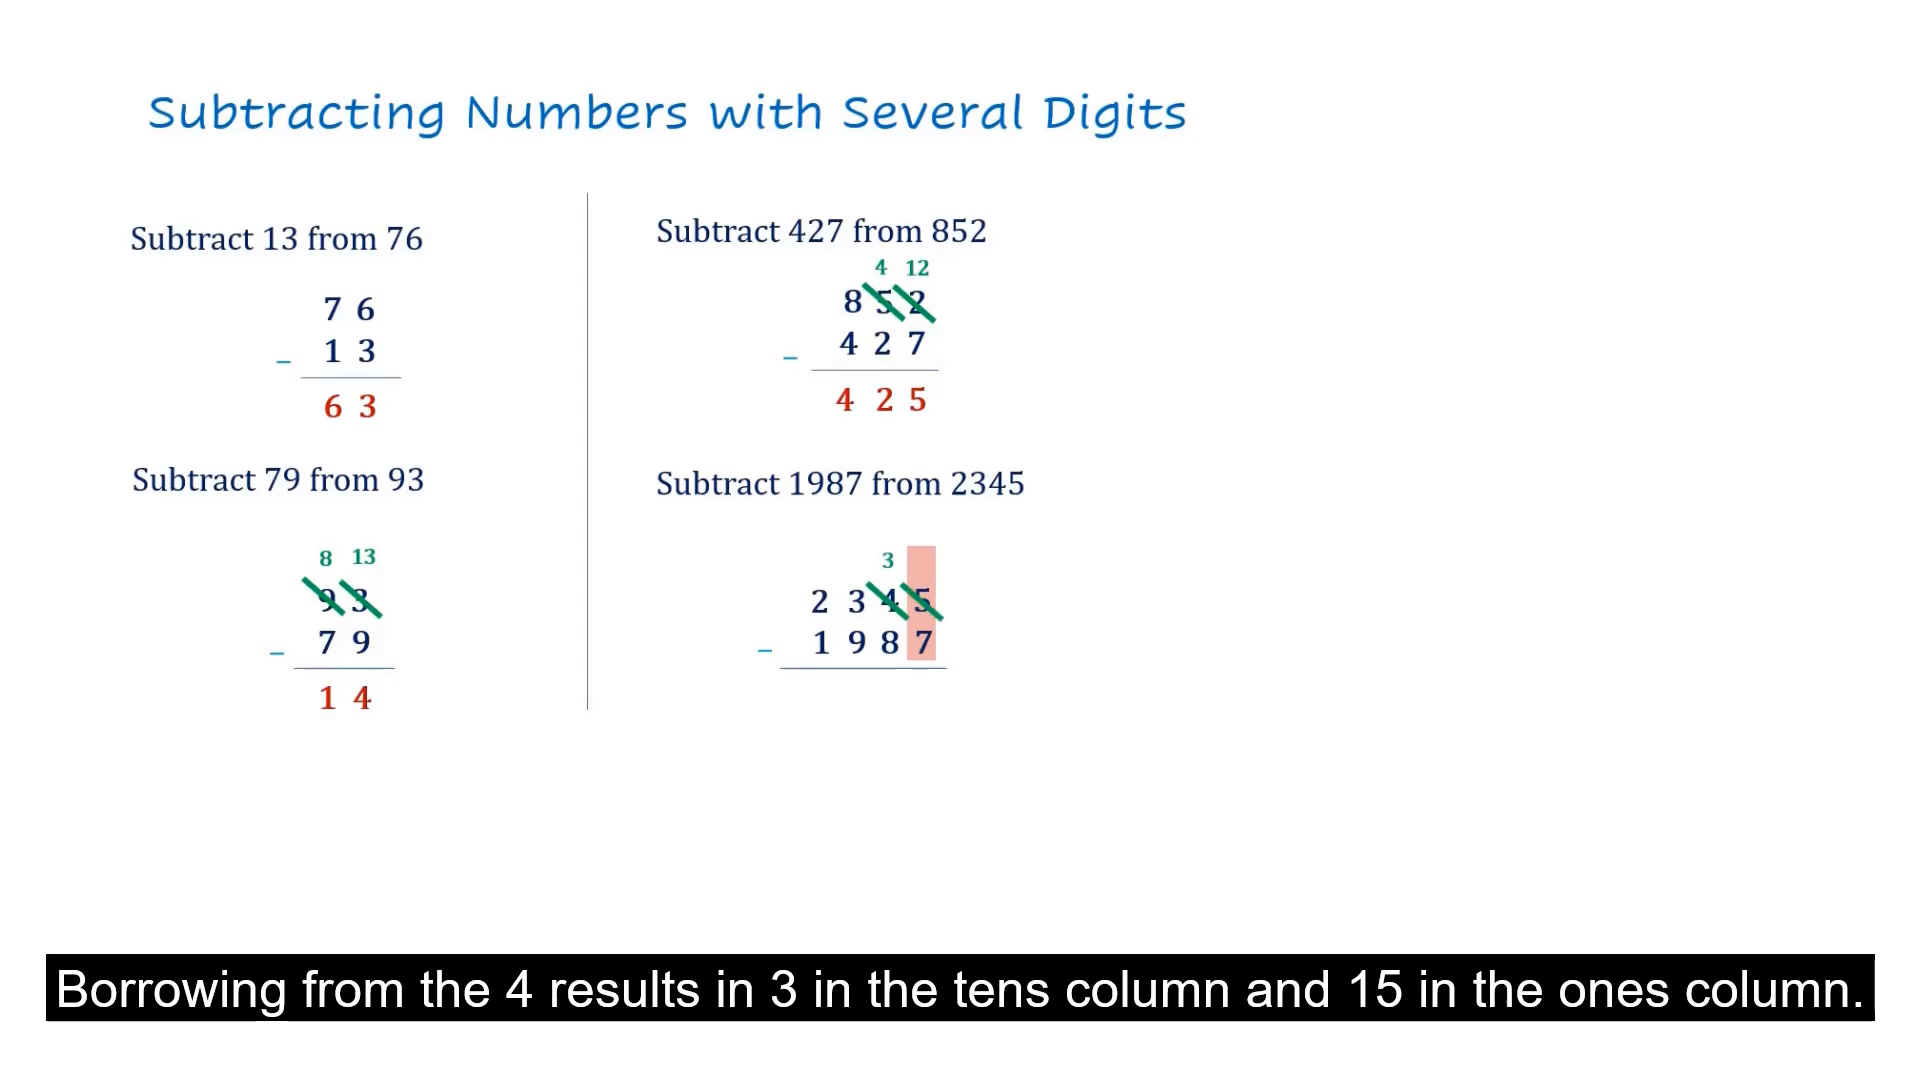 Subtracting Numbers with Several Digits
Subtract 13 from 76
7 6
– 1 3
6 3
Subtract 79 from 93
8 13
9 3
– 7 9
1 4
Subtract 427 from 852
4 12
8 5 2
– 4 2 7
4 2 5
Subtract 1987 from 2345
3
2 3 4 5
– 1 9 8 7
Borrowing from the 4 results in 3 in the tens column and 15 in the ones column.